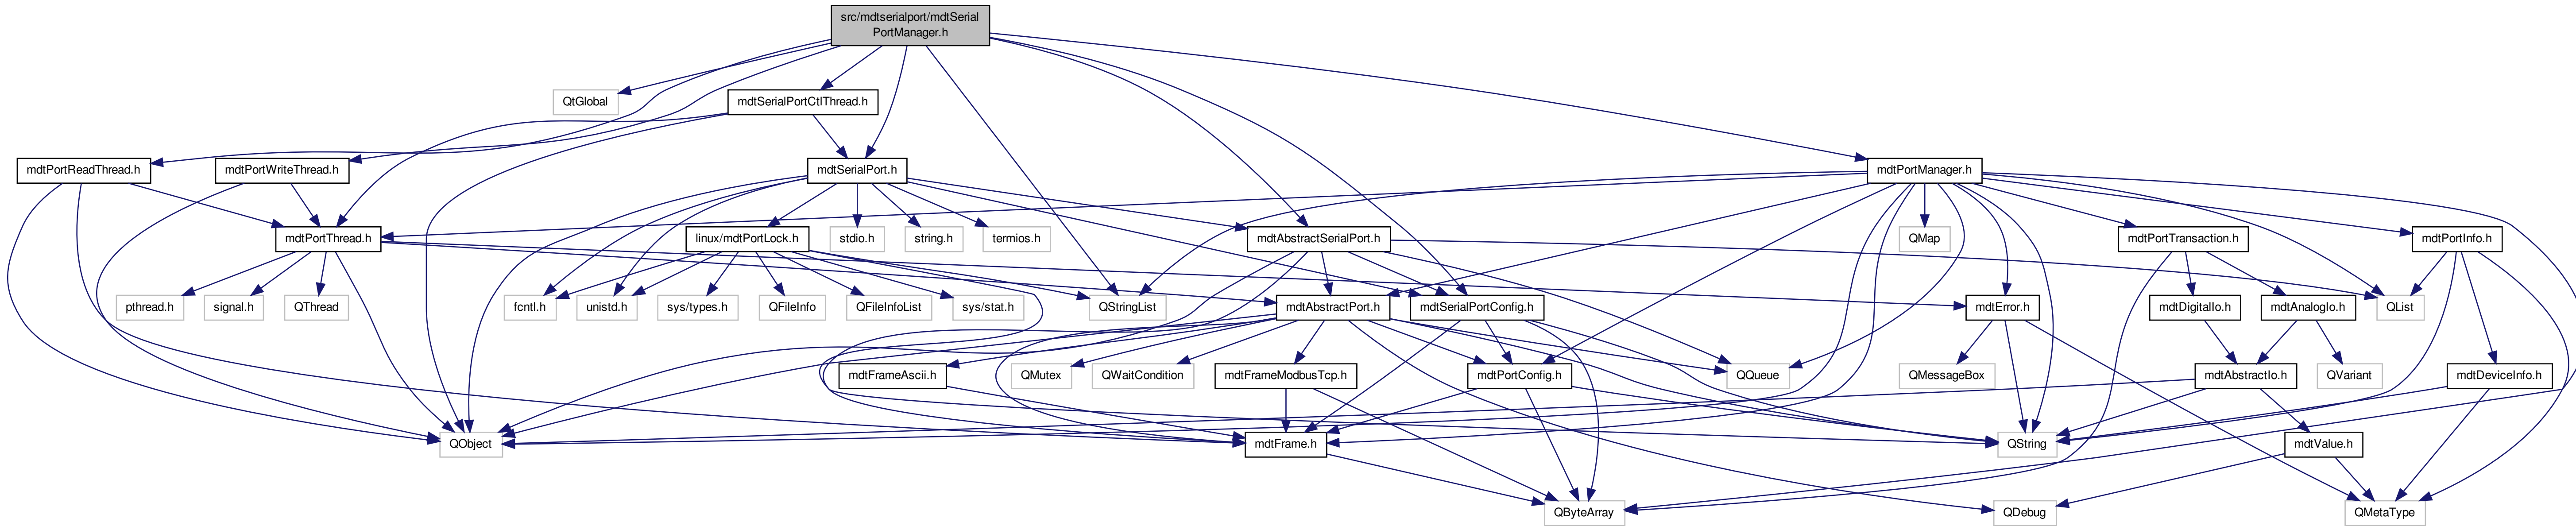 src/mdtserialport/mdtSerial
PortManager.h
QtGlobal
mdtSerialPortCtlThread.h
mdtPortReadThread.h
mdtPortWriteThread.h
mdtSerialPort.h
mdtPortManager.h
mdtPortThread.h
linux/mdtPortLock.h
stdio.h
string.h
termios.h
mdtAbstractSerialPort.h
QMap
mdtPortTransaction.h
mdtPortInfo.h
pthread.h
signal.h
QThread
fcntl.h
unistd.h
sys/types.h
QFileInfo
QFileInfoList
sys/stat.h
QStringList
mdtAbstractPort.h
mdtSerialPortConfig.h
QQueue
mdtError.h
mdtDigitalIo.h
mdtAnalogIo.h
QList
mdtFrameAscii.h
QMutex
QWaitCondition
mdtFrameModbusTcp.h
mdtPortConfig.h
QMessageBox
mdtAbstractIo.h
QVariant
mdtDeviceInfo.h
QObject
mdtFrame.h
QString
mdtValue.h
QByteArray
QDebug
QMetaType